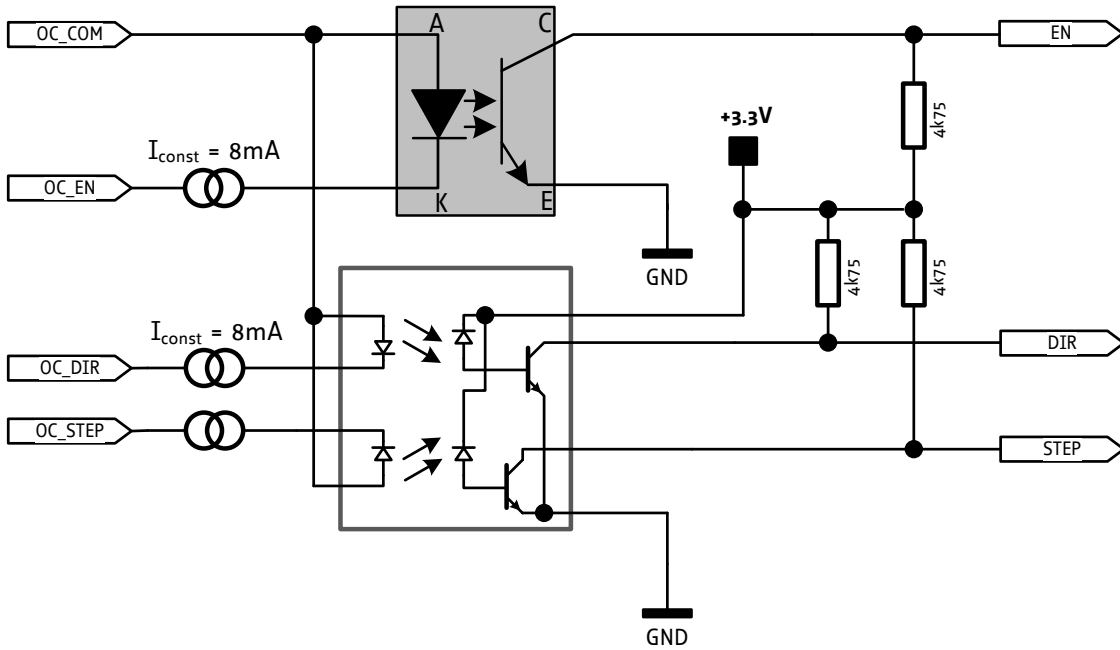 OC_COM
A
C
EN
+3.3V
4k75
I_const = 8mA
OC_EN
K
E
GND
4k75
4k75
I_const = 8mA
OC_DIR
DIR
OC_STEP
STEP
GND